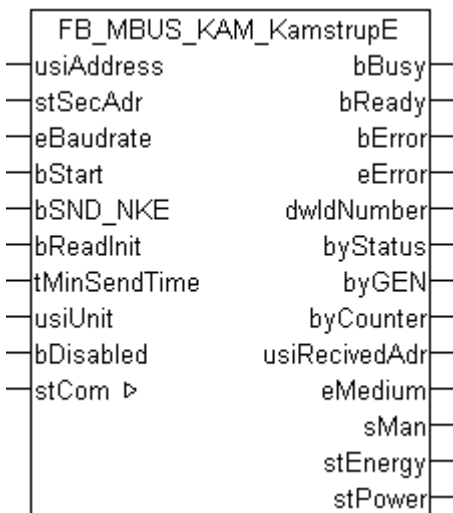 FB_MBUS_KAM_KamstrupE
usiAddress bBusy
stSecAdr bReady
eBaudrate bError
bStart eError
bSND_NKE dwIdNumber
bReadInit byStatus
tMinSendTime byGEN
usiUnit byCounter
bDisabled usiRecivedAdr
stCom ▷ eMedium
sMan
stEnergy
stPower